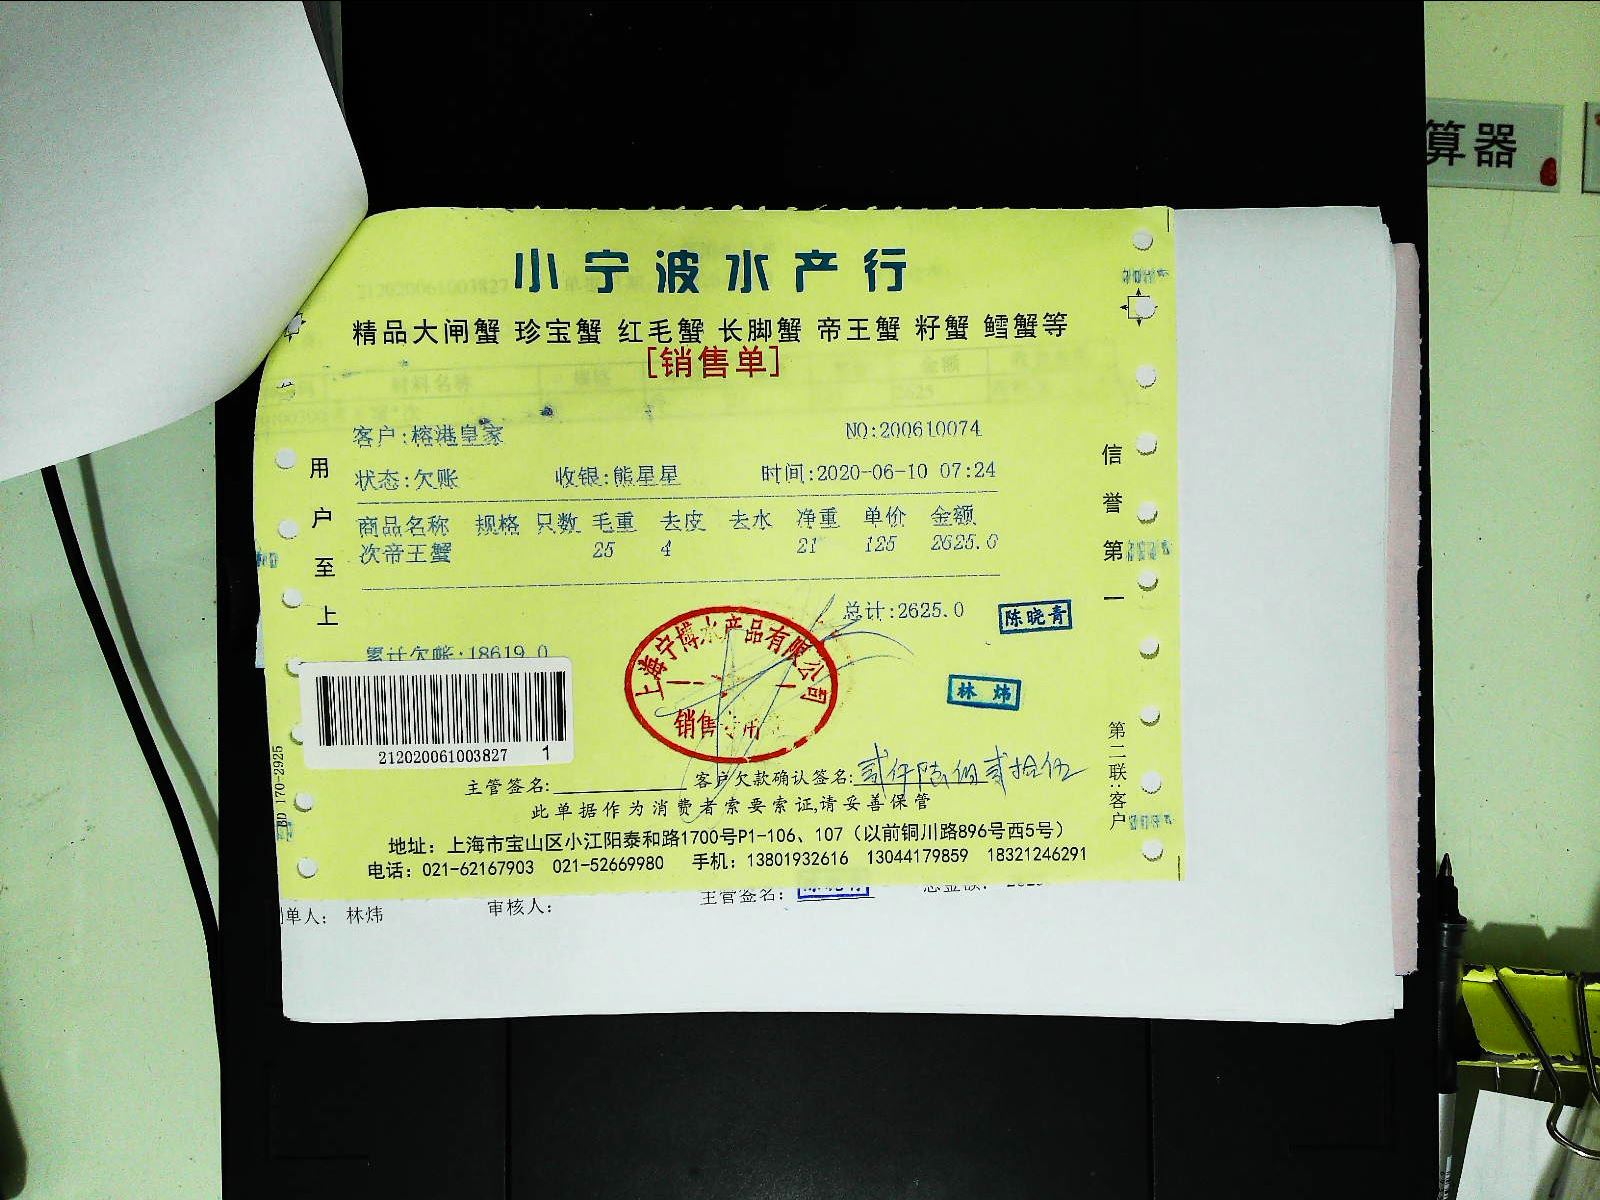 算器
小宁波水产行
精品大闸蟹 珍宝蟹 红毛蟹 长脚蟹 帝王蟹 籽蟹 鳕蟹等
[销售单]
客户:榕港皇家 NO:200610074
状态:欠账 收银:熊星星 时间:2020-06-10 07:24
商品名称 规格 只数 毛重 去皮 去水 净重 单价 金额
次帝王蟹 25 4 21 125 2625.0
总计:2625.0
陈晓青
累计欠帐:18619.0
林炜
上海宁博水产品有限公司
销售专用
212020061003827 1
主管签名: 客户欠款确认签名:贰仟陆佰贰拾伍
此单据作为消费者索要索证,请妥善保管
地址：上海市宝山区小江阳泰和路1700号P1-106、107（以前铜川路896号西5号）
电话：021-62167903 021-52669980 手机：13801932616 13044179859 18321246291
用户至上
信誉第一
第二联:客户
BD 170-2925
主管签名：
单人： 林炜 审核人：